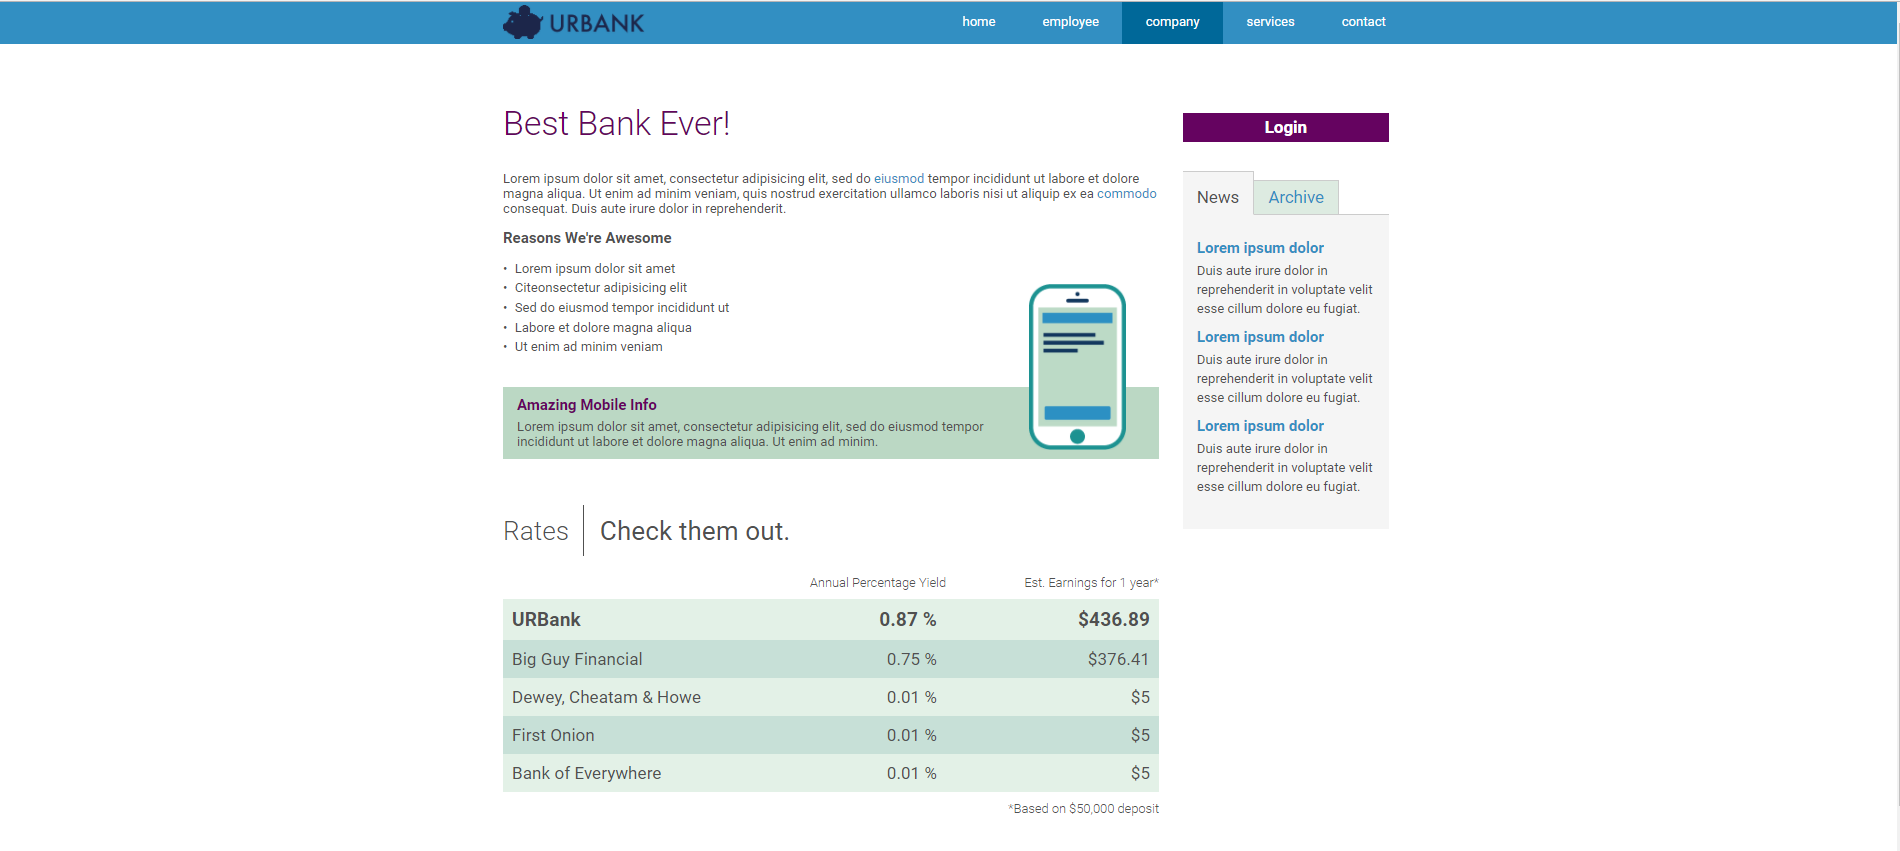 URBANK
home employee company services contact
Best Bank Ever!
Lorem ipsum dolor sit amet, consectetur adipisicing elit, sed do eiusmod tempor incididunt ut labore et dolore
magna aliqua. Ut enim ad minim veniam, quis nostrud exercitation ullamco laboris nisi ut aliquip ex ea commodo
consequat. Duis aute irure dolor in reprehenderit.
Reasons We're Awesome
• Lorem ipsum dolor sit amet
• Citeonsectetur adipisicing elit
• Sed do eiusmod tempor incididunt ut
• Labore et dolore magna aliqua
• Ut enim ad minim veniam
Amazing Mobile Info
Lorem ipsum dolor sit amet, consectetur adipisicing elit, sed do eiusmod tempor
incididunt ut labore et dolore magna aliqua. Ut enim ad minim.
Rates
Check them out.
Annual Percentage Yield Est. Earnings for 1 year*
URBank 0.87 % $436.89
Big Guy Financial 0.75 % $376.41
Dewey, Cheatam & Howe 0.01 % $5
First Onion 0.01 % $5
Bank of Everywhere 0.01 % $5
*Based on $50,000 deposit
Login
News Archive
Lorem ipsum dolor
Duis aute irure dolor in
reprehenderit in voluptate velit
esse cillum dolore eu fugiat.
Lorem ipsum dolor
Duis aute irure dolor in
reprehenderit in voluptate velit
esse cillum dolore eu fugiat.
Lorem ipsum dolor
Duis aute irure dolor in
reprehenderit in voluptate velit
esse cillum dolore eu fugiat.